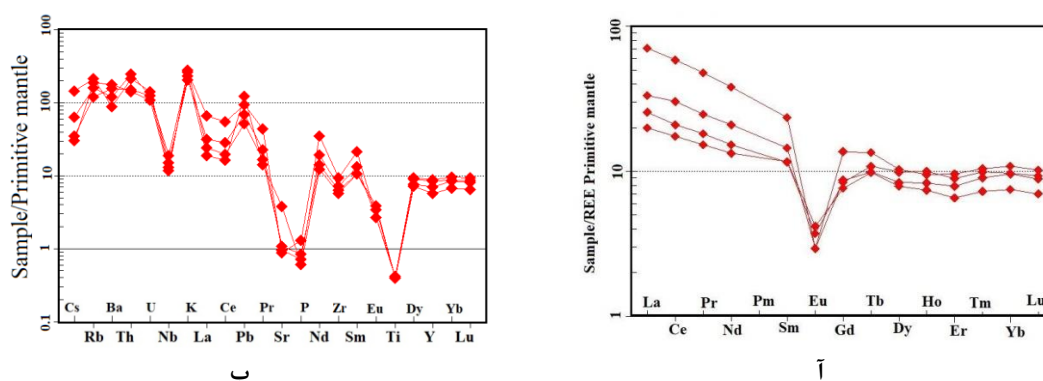 Sample/Primitive mantle
100
100
10
1
0.1
Cs Ba U K Ce Pr P Zr Eu Dy Yb
Rb Th Nb La Pb Sr Nd Sm Ti Y Lu
ب
Sample/REE Primitive mantle
100
10
1
La Pr Pm Eu Tb Ho Tm Lu
Ce Nd Sm Gd Dy Er Yb
آ